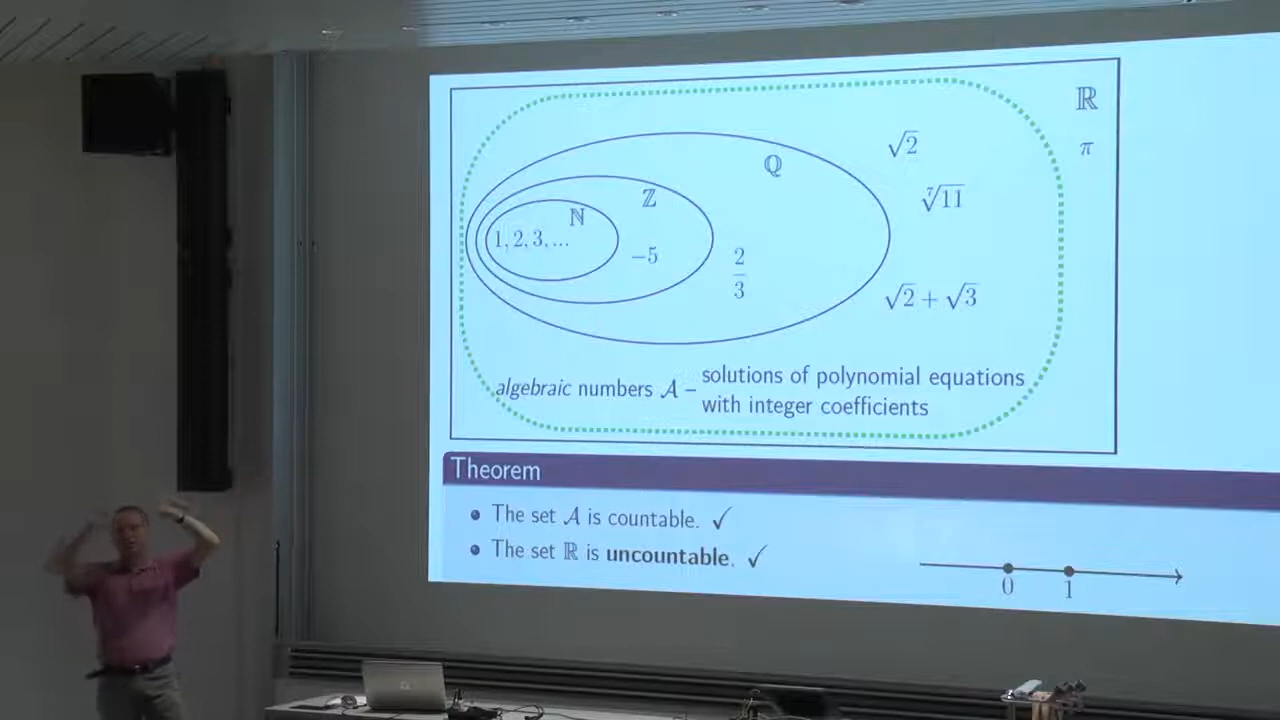 ℝ
π
√2
ℚ
ℤ
ℕ
⁷√11
1, 2, 3, ...
−5
2
3
√2 + √3
algebraic numbers 𝒜 – solutions of polynomial equations
with integer coefficients
Theorem
• The set 𝒜 is countable. ✓
• The set ℝ is uncountable. ✓
0 1